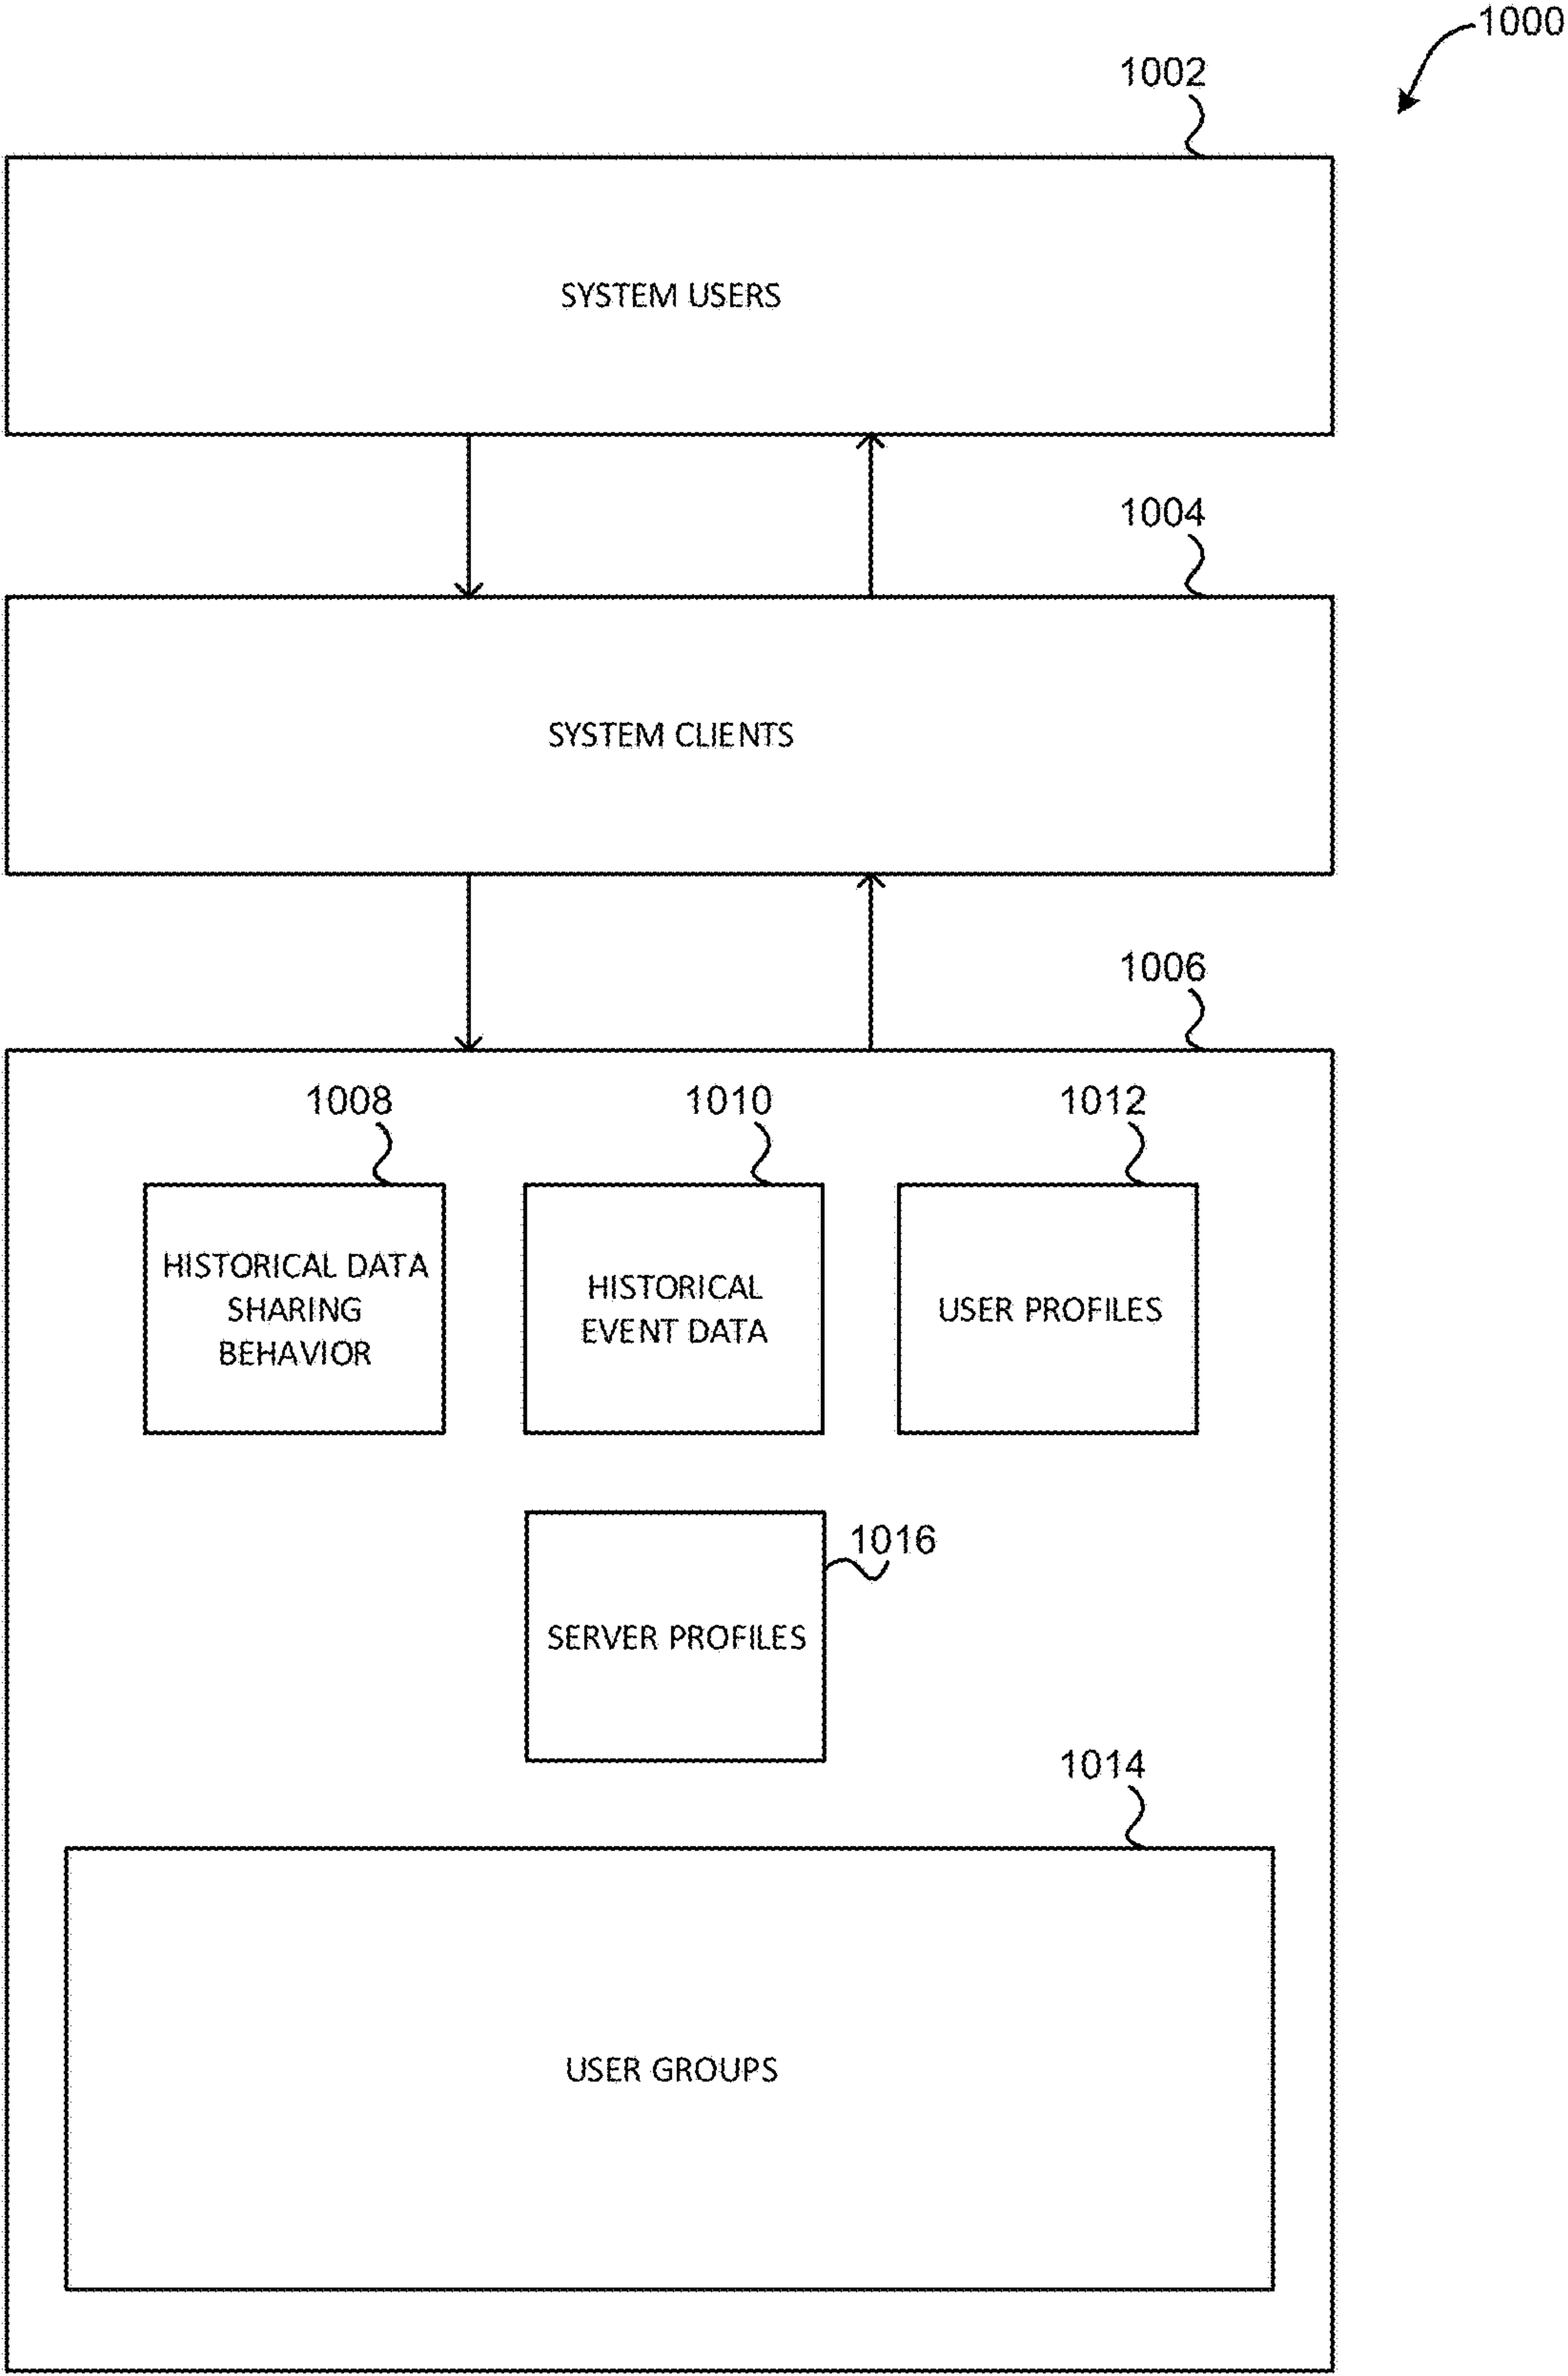 1000
1002
SYSTEM USERS
1004
SYSTEM CLIENTS
1006
1008
1010
1012
HISTORICAL DATA
SHARING
BEHAVIOR
HISTORICAL
EVENT DATA
USER PROFILES
1016
SERVER PROFILES
1014
USER GROUPS